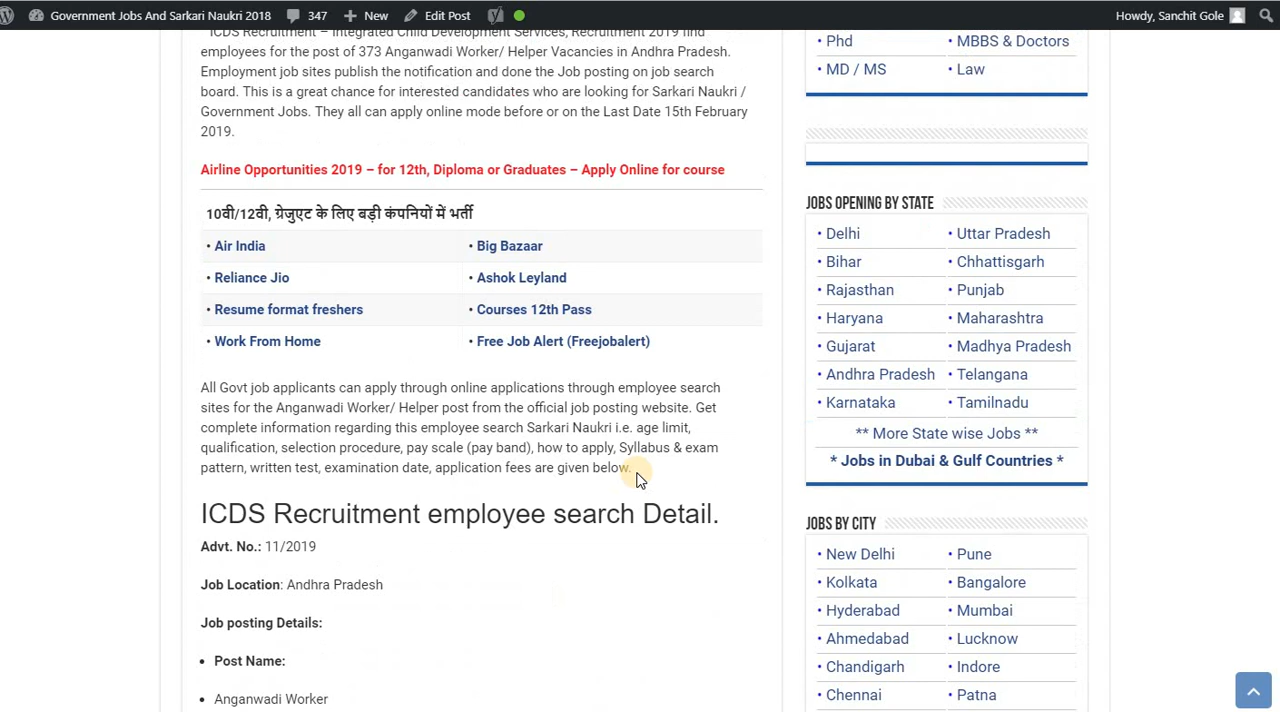 Government Jobs And Sarkari Naukri 2018 347 New Edit Post Howdy, Sanchit Gole
ICDS Recruitment – Integrated Child Development Services, Recruitment 2019 find
employees for the post of 373 Anganwadi Worker/ Helper Vacancies in Andhra Pradesh.
Employment job sites publish the notification and done the Job posting on job search
board. This is a great chance for interested candidates who are looking for Sarkari Naukri /
Government Jobs. They all can apply online mode before or on the Last Date 15th February
2019.
Airline Opportunities 2019 – for 12th, Diploma or Graduates – Apply Online for course
10वी/12वी, ग्रेजुएट के लिए बड़ी कंपनियों में भर्ती
• Air India • Big Bazaar
• Reliance Jio • Ashok Leyland
• Resume format freshers • Courses 12th Pass
• Work From Home • Free Job Alert (Freejobalert)
All Govt job applicants can apply through online applications through employee search
sites for the Anganwadi Worker/ Helper post from the official job posting website. Get
complete information regarding this employee search Sarkari Naukri i.e. age limit,
qualification, selection procedure, pay scale (pay band), how to apply, Syllabus & exam
pattern, written test, examination date, application fees are given below.
ICDS Recruitment employee search Detail.
Advt. No.: 11/2019
Job Location: Andhra Pradesh
Job posting Details:
• Post Name:
• Anganwadi Worker
• Phd • MBBS & Doctors
• MD / MS • Law
JOBS OPENING BY STATE
• Delhi • Uttar Pradesh
• Bihar • Chhattisgarh
• Rajasthan • Punjab
• Haryana • Maharashtra
• Gujarat • Madhya Pradesh
• Andhra Pradesh • Telangana
• Karnataka • Tamilnadu
** More State wise Jobs **
* Jobs in Dubai & Gulf Countries *
JOBS BY CITY
• New Delhi • Pune
• Kolkata • Bangalore
• Hyderabad • Mumbai
• Ahmedabad • Lucknow
• Chandigarh • Indore
• Chennai • Patna